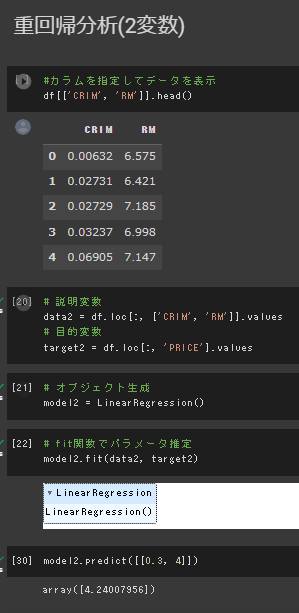 重回帰分析(2変数)
#カラムを指定してデータを表示
df[['CRIM', 'RM']].head()
CRIM RM
0 0.00632 6.575
1 0.02731 6.421
2 0.02729 7.185
3 0.03237 6.998
4 0.06905 7.147
[20] # 説明変数
data2 = df.loc[:, ['CRIM', 'RM']].values
# 目的変数
target2 = df.loc[:, 'PRICE'].values
[21] # オブジェクト生成
model2 = LinearRegression()
[22] # fit関数でパラメータ推定
model2.fit(data2, target2)
▾ LinearRegression
LinearRegression()
[30] model2.predict([[0.3, 4]])
array([4.24007956])